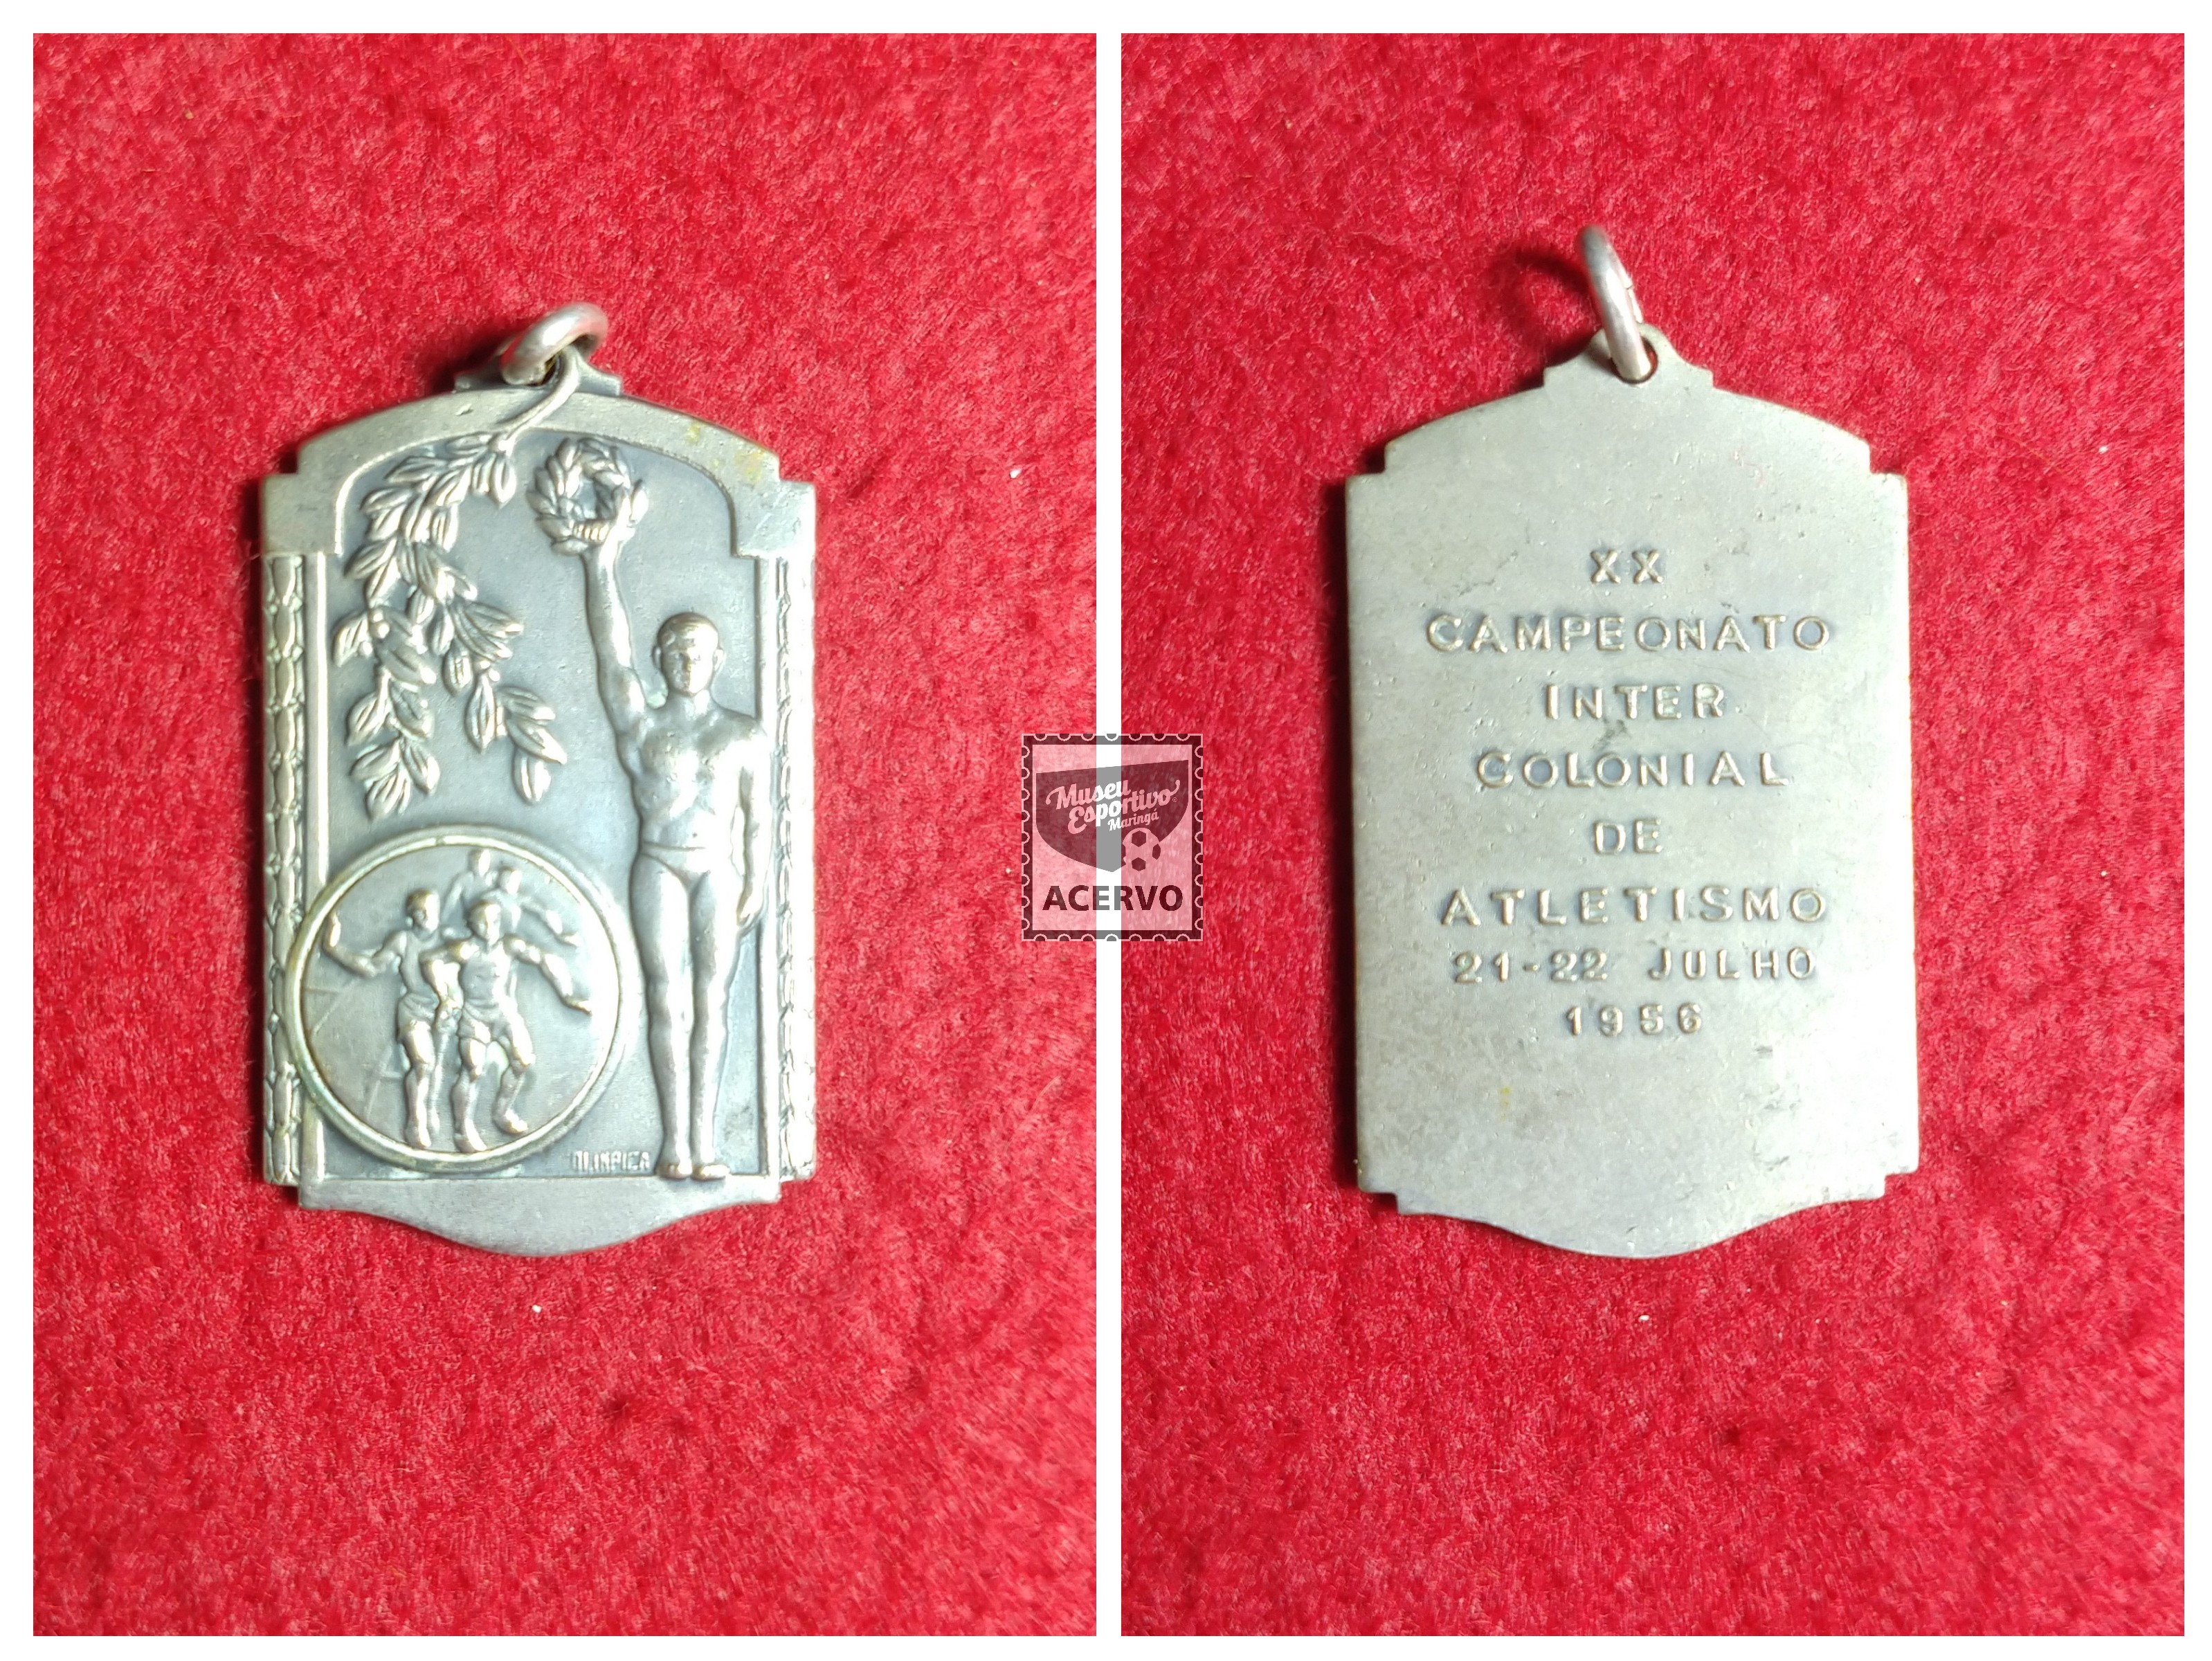 OLIMPICA
Museu
Esportivo
Maringá
ACERVO
XX
CAMPEONATO
INTER
COLONIAL
DE
ATLETISMO
21-22 JULHO
1956